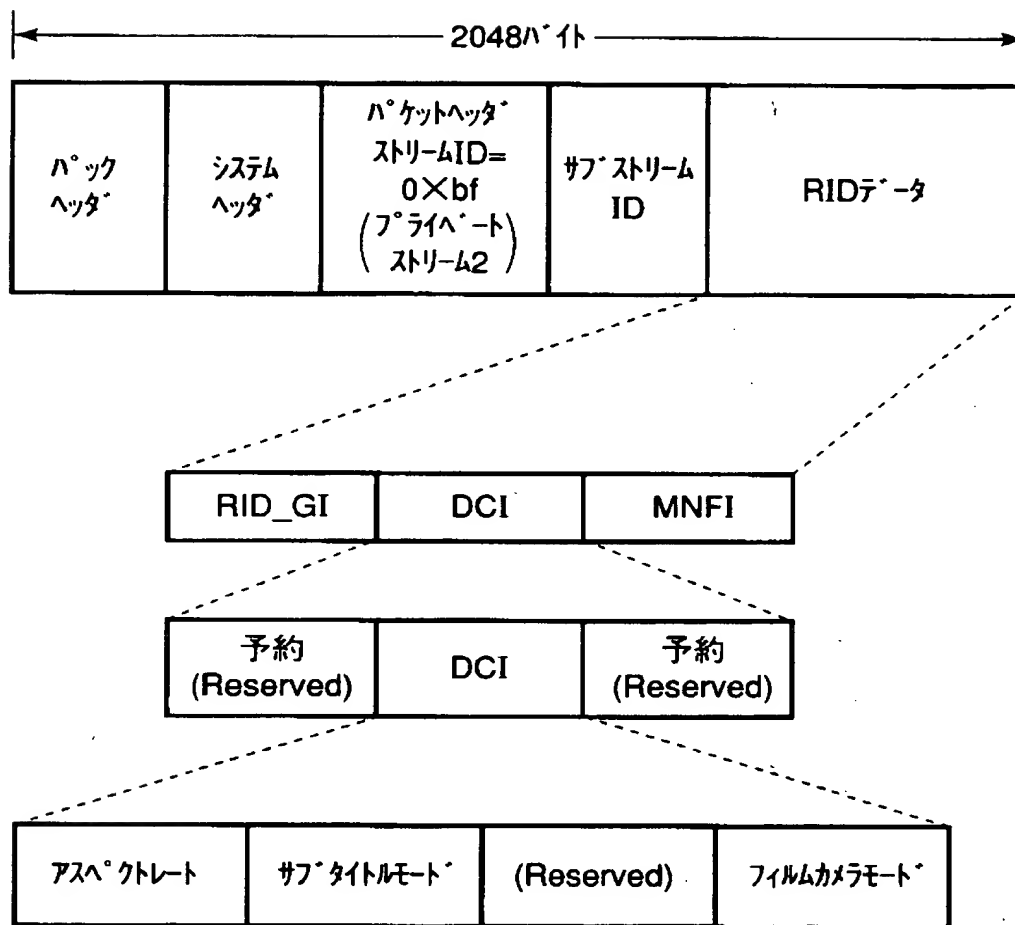 2048バイト
パック
ヘッダ
システム
ヘッダ
パケットヘッダ
ストリームID=
0×bf
(プライベート
ストリーム2)
サブストリーム
ID
RIDデータ
RID_GI
DCI
MNFI
予約
(Reserved)
DCI
予約
(Reserved)
アスペクトレート
サブタイトルモード
(Reserved)
フィルムカメラモード